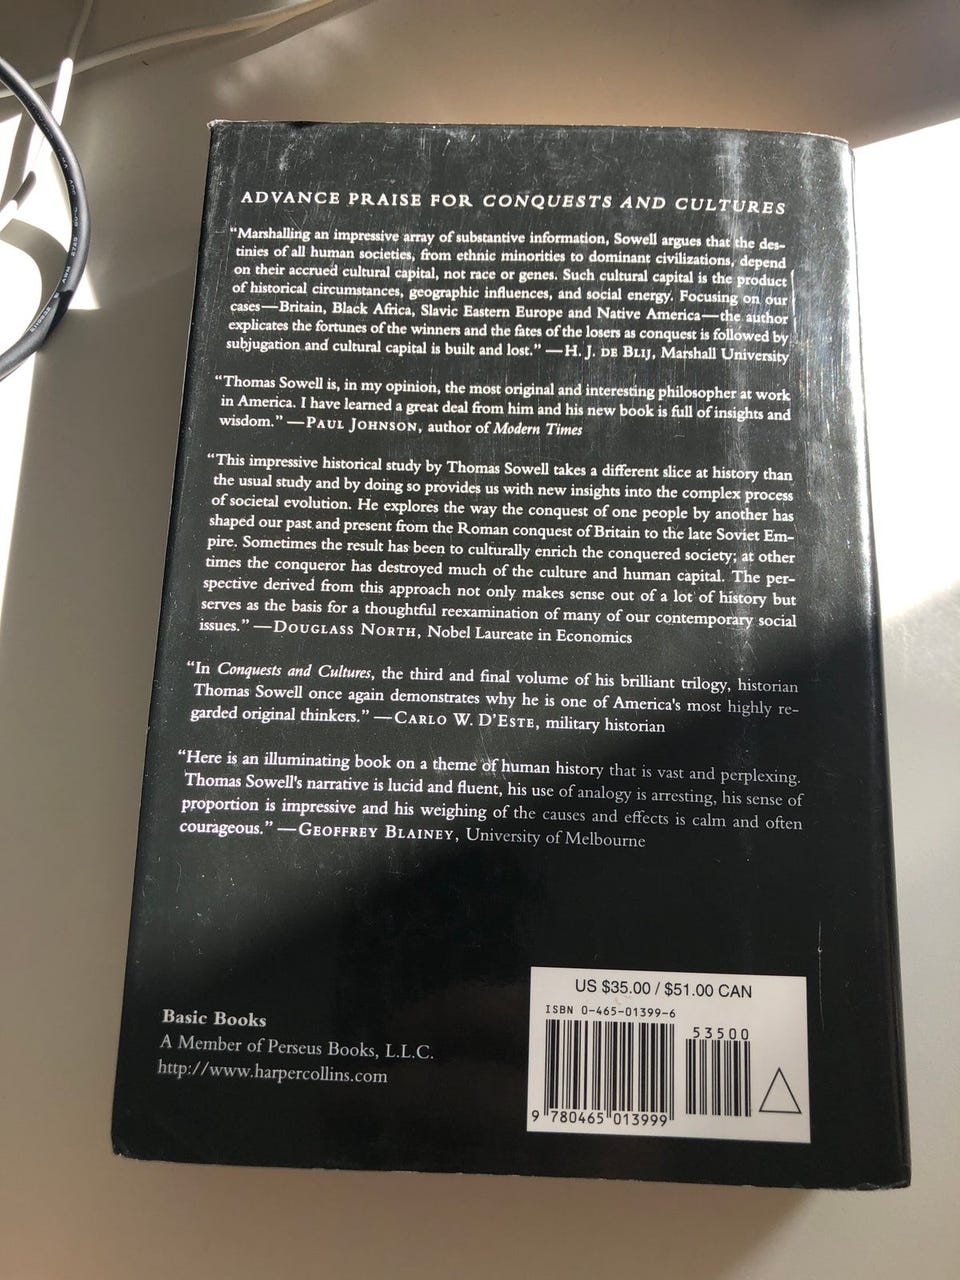 ADVANCE PRAISE FOR CONQUESTS AND CULTURES
“Marshalling an impressive array of substantive information, Sowell argues that the des-
tinies of all human societies, from ethnic minorities to dominant civilizations, depend
on their accrued cultural capital, not race or genes. Such cultural capital is the product
of historical circumstances, geographic influences, and social energy. Focusing on our
cases—Britain, Black Africa, Slavic Eastern Europe and Native America—the author
explicates the fortunes of the winners and the fates of the losers as conquest is followed by
subjugation and cultural capital is built and lost.” —H. J. DE BLIJ, Marshall University
“Thomas Sowell is, in my opinion, the most original and interesting philosopher at work
in America. I have learned a great deal from him and his new book is full of insights and
wisdom.” —PAUL JOHNSON, author of Modern Times
“This impressive historical study by Thomas Sowell takes a different slice at history than
the usual study and by doing so provides us with new insights into the complex process
of societal evolution. He explores the way the conquest of one people by another has
shaped our past and present from the Roman conquest of Britain to the late Soviet Em-
pire. Sometimes the result has been to culturally enrich the conquered society; at other
times the conqueror has destroyed much of the culture and human capital. The per-
spective derived from this approach not only makes sense out of a lot of history but
serves as the basis for a thoughtful reexamination of many of our contemporary social
issues.” —DOUGLASS NORTH, Nobel Laureate in Economics
“In Conquests and Cultures, the third and final volume of his brilliant trilogy, historian
Thomas Sowell once again demonstrates why he is one of America's most highly re-
garded original thinkers.” —CARLO W. D'ESTE, military historian
“Here is an illuminating book on a theme of human history that is vast and perplexing.
Thomas Sowell's narrative is lucid and fluent, his use of analogy is arresting, his sense of
proportion is impressive and his weighing of the causes and effects is calm and often
courageous.” —GEOFFREY BLAINEY, University of Melbourne
Basic Books
A Member of Perseus Books, L.L.C.
http://www.harpercollins.com
US $35.00 / $51.00 CAN
ISBN 0-465-01399-6
53500
9 780465 013999